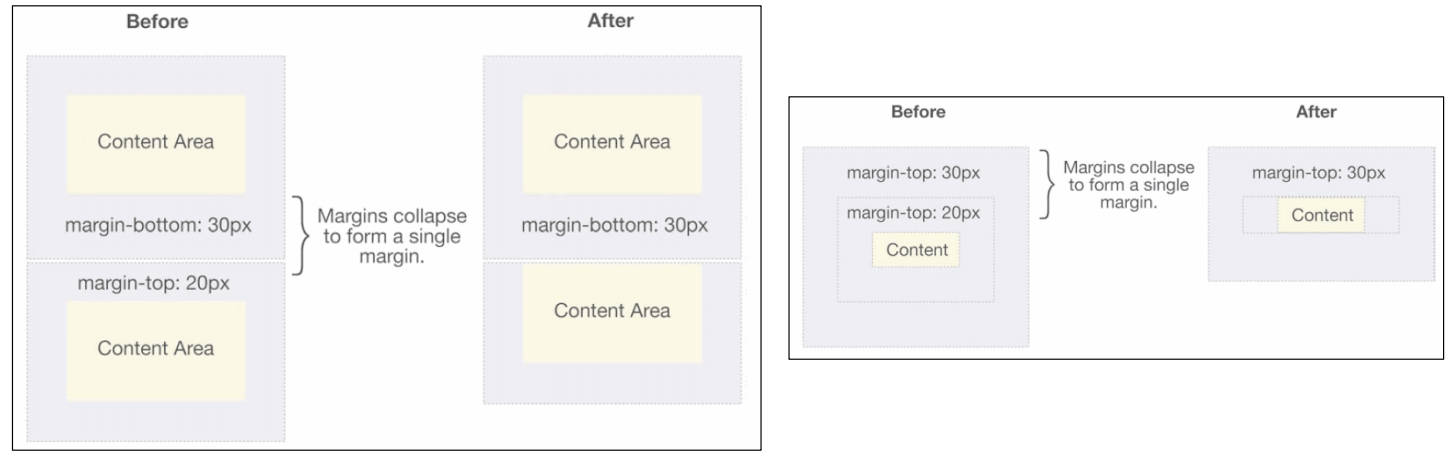 Before
After
Content Area
margin-bottom: 30px
margin-top: 20px
Content Area
Margins collapse
to form a single
margin.
Content Area
margin-bottom: 30px
Content Area
Before
After
margin-top: 30px
margin-top: 20px
Content
Margins collapse
to form a single
margin.
margin-top: 30px
Content